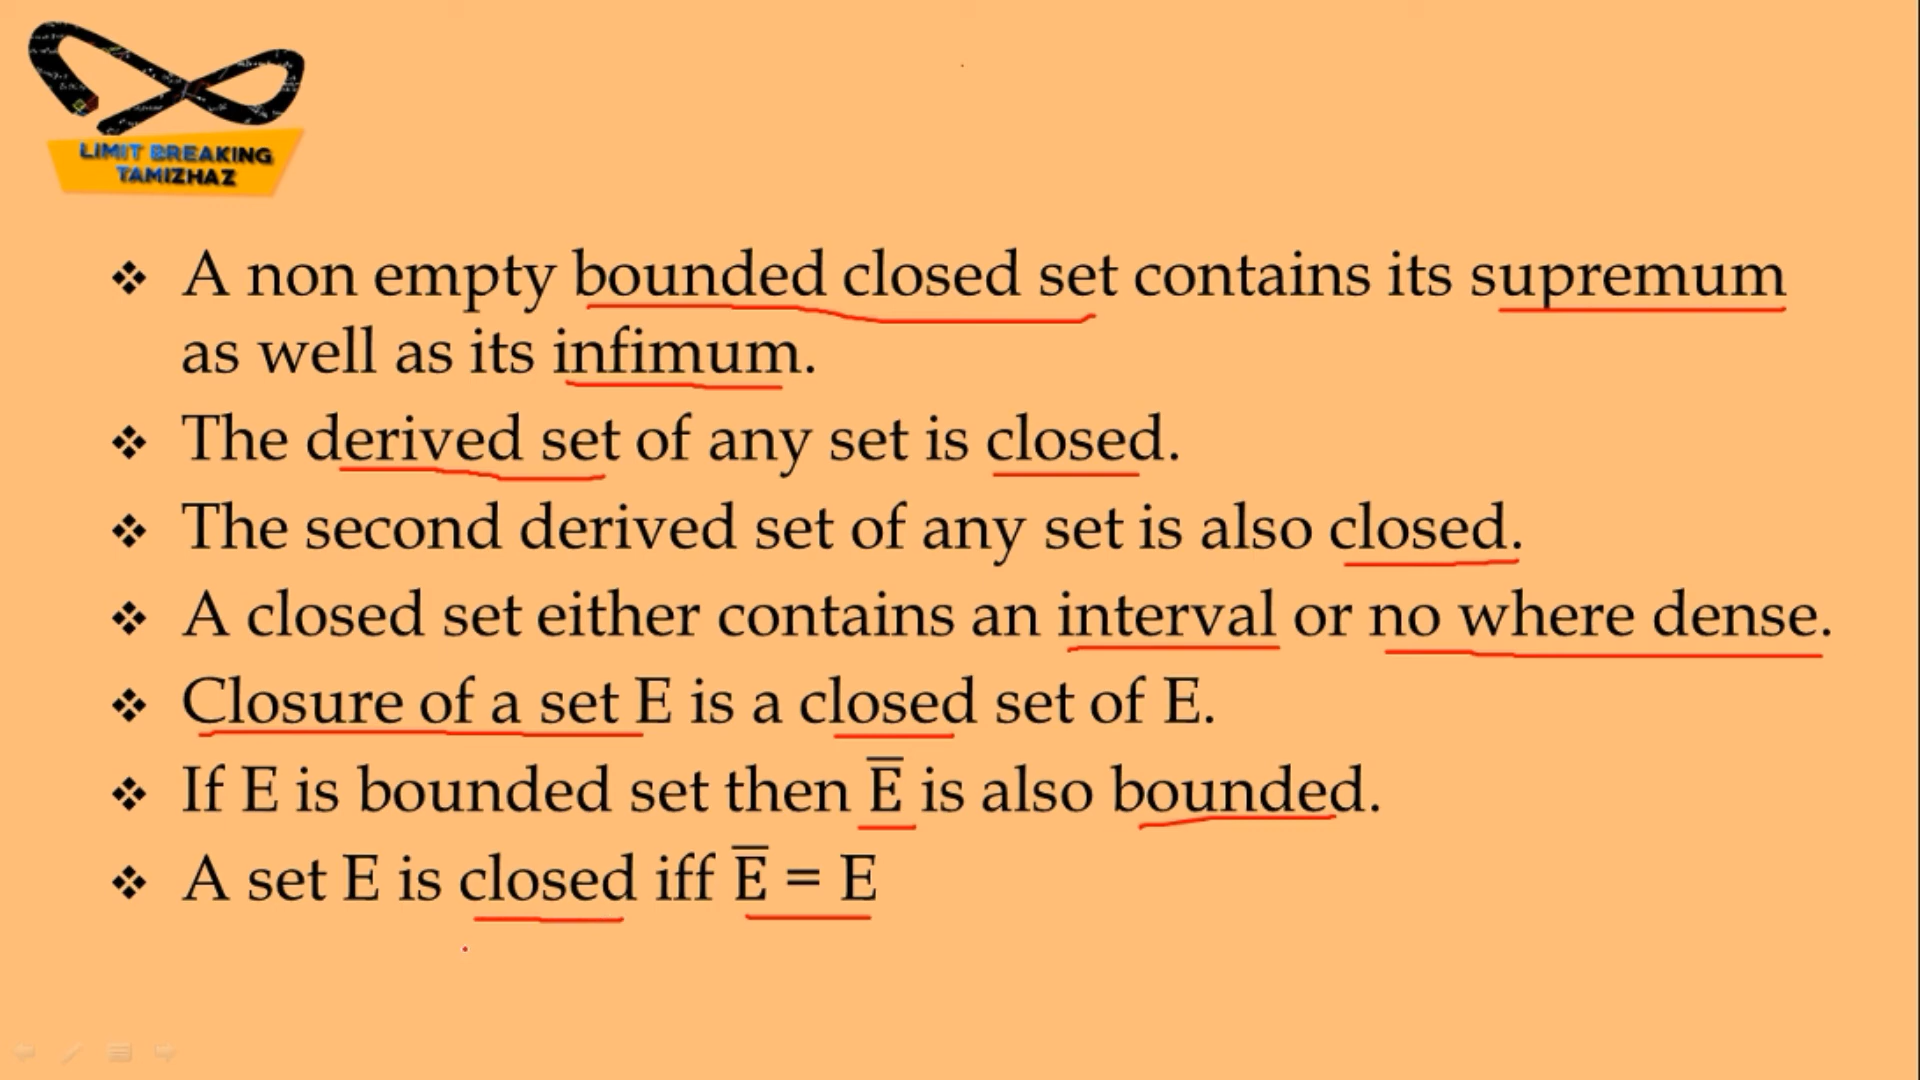 LIMIT BREAKING
TAMIZHAZ
❖ A non empty bounded closed set contains its supremum
as well as its infimum.
❖ The derived set of any set is closed.
❖ The second derived set of any set is also closed.
❖ A closed set either contains an interval or no where dense.
❖ Closure of a set E is a closed set of E.
❖ If E is bounded set then E̅ is also bounded.
❖ A set E is closed iff E̅ = E